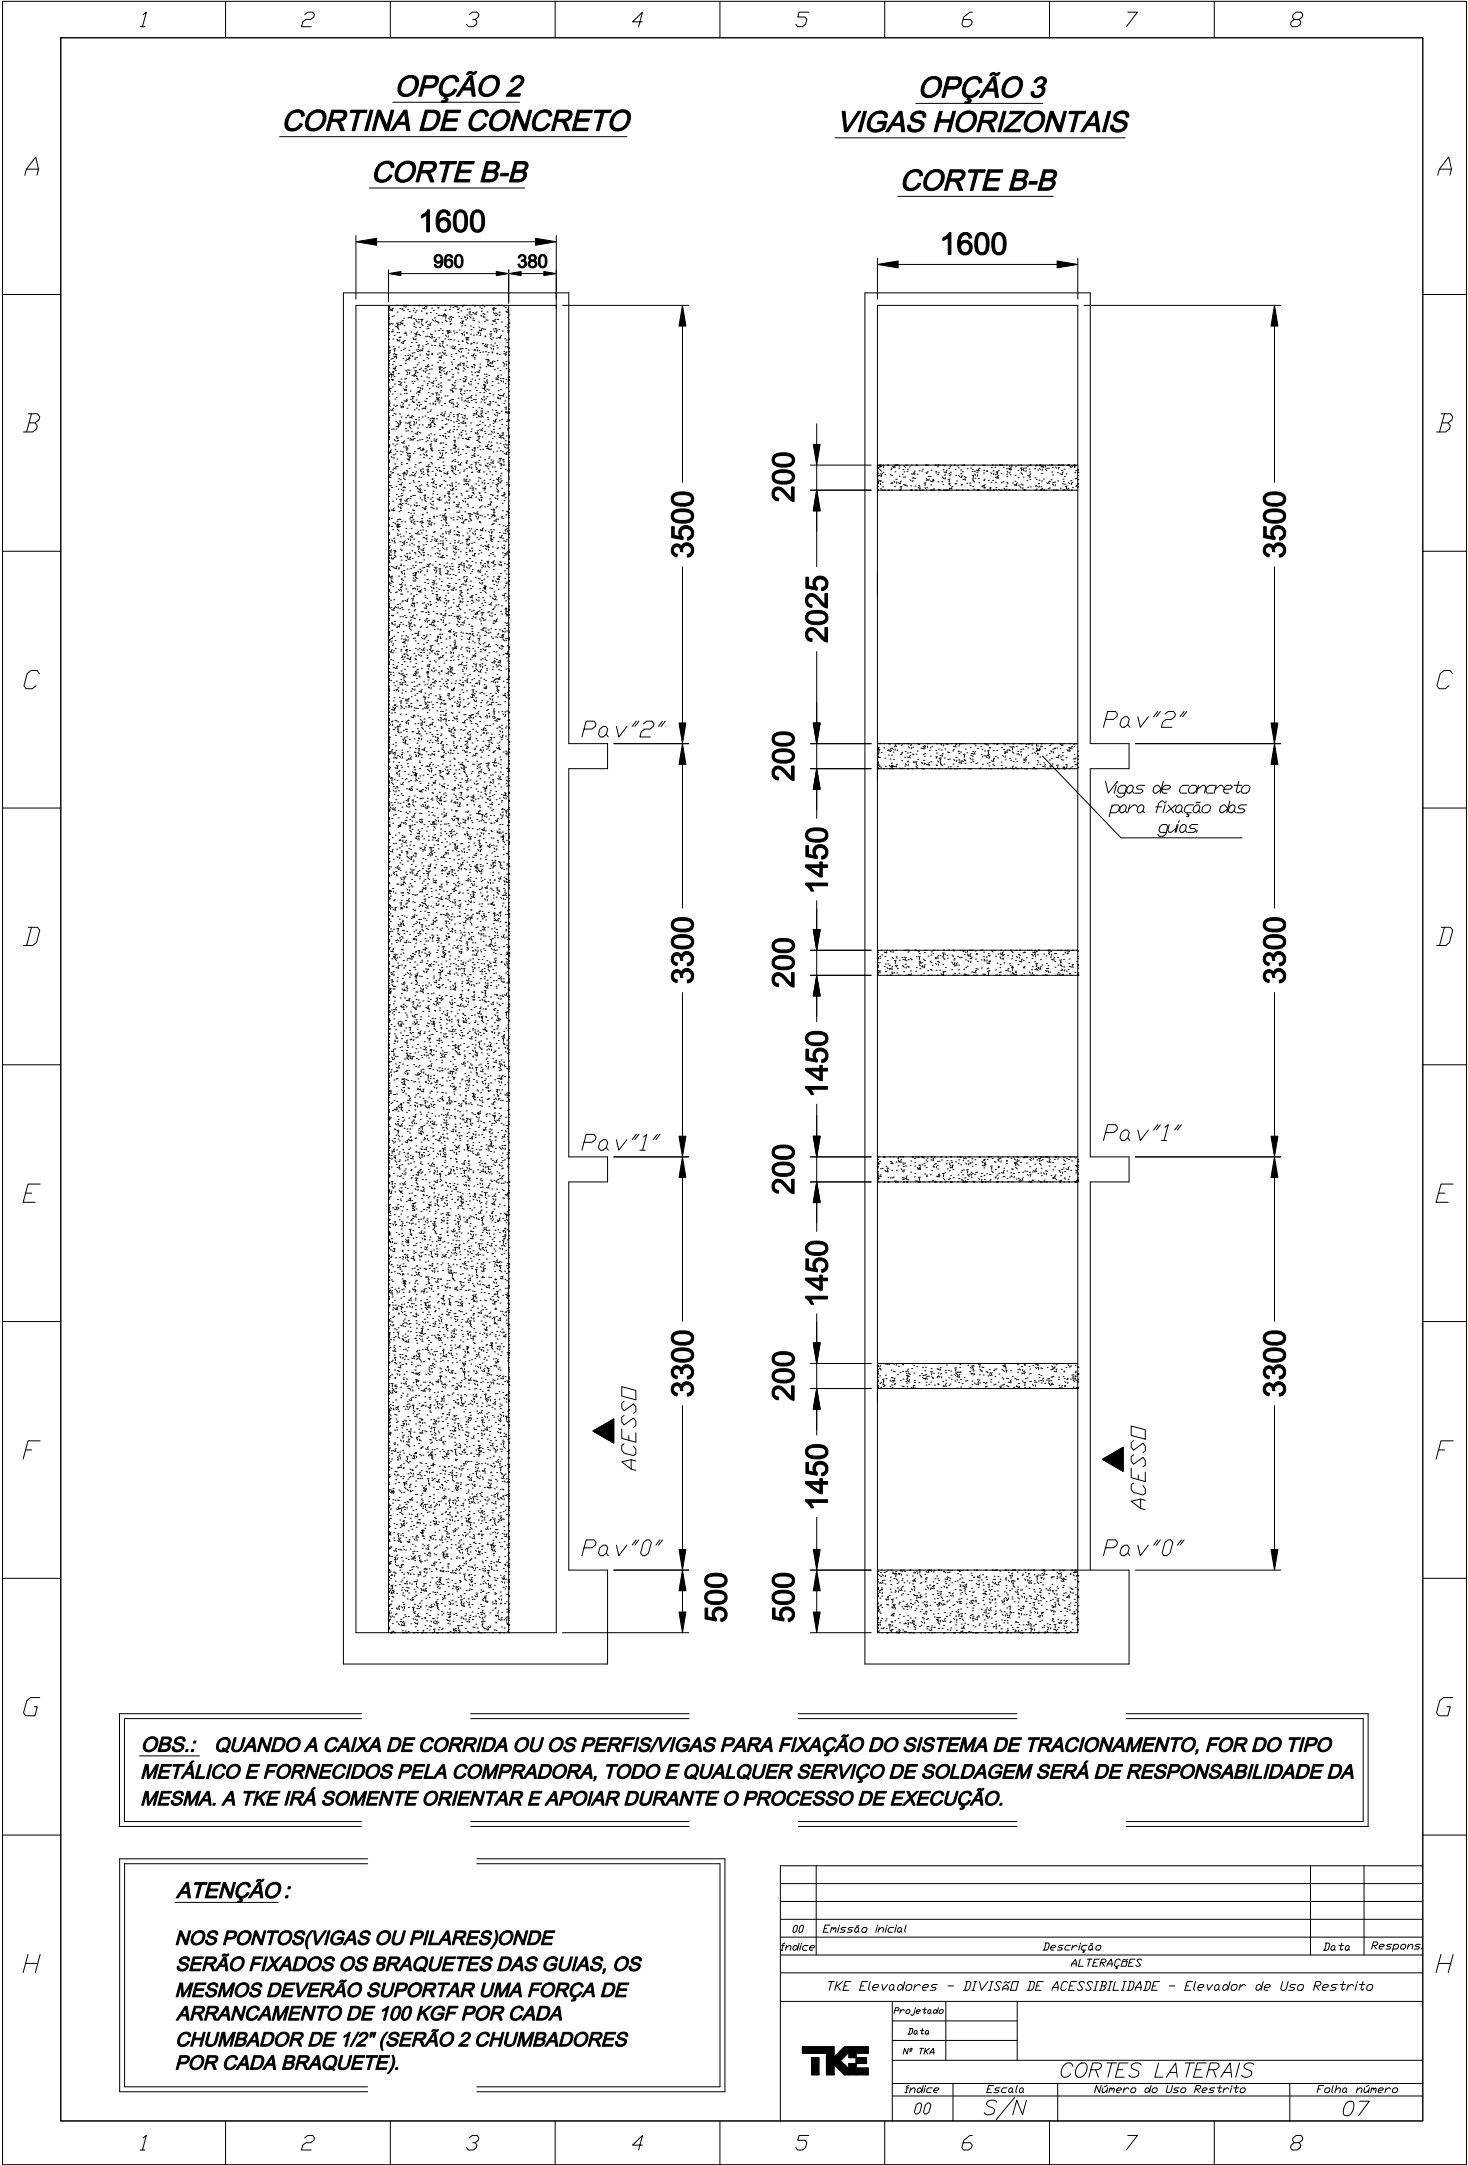 1 2 3 4 5 6 7 8
OPÇÃO 2
CORTINA DE CONCRETO
CORTE B-B
1600
960 380
3500
Pav"2"
3300
Pav"1"
3300
ACESSO
Pav"0"
500
OPÇÃO 3
VIGAS HORIZONTAIS
CORTE B-B
1600
200
2025
200
1450
200
1450
200
1450
200
1450
500
3500
Pav"2"
Vigas de concreto
para fixação das
guias.
3300
Pav"1"
3300
ACESSO
Pav"0"
A A
B B
C C
D D
E E
F F
G G
H H
OBS.: QUANDO A CAIXA DE CORRIDA OU OS PERFIS/VIGAS PARA FIXAÇÃO DO SISTEMA DE TRACIONAMENTO, FOR DO TIPO
METÁLICO E FORNECIDOS PELA COMPRADORA, TODO E QUALQUER SERVIÇO DE SOLDAGEM SERÁ DE RESPONSABILIDADE DA
MESMA. A TKE IRÁ SOMENTE ORIENTAR E APOIAR DURANTE O PROCESSO DE EXECUÇÃO.
ATENÇÃO :
NOS PONTOS(VIGAS OU PILARES)ONDE
SERÃO FIXADOS OS BRAQUETES DAS GUIAS, OS
MESMOS DEVERÃO SUPORTAR UMA FORÇA DE
ARRANCAMENTO DE 100 KGF POR CADA
CHUMBADOR DE 1/2" (SERÃO 2 CHUMBADORES
POR CADA BRAQUETE).
00 Emissão inicial
Índice Descrição Data Respons.
ALTERAÇÕES
TKE Elevadores - DIVISÃO DE ACESSIBILIDADE - Elevador de Uso Restrito
Projetado
Data
Nº TKA
TKE
CORTES LATERAIS
Índice Escala Número do Uso Restrito Folha número
00 S/N 07
1 2 3 4 5 6 7 8